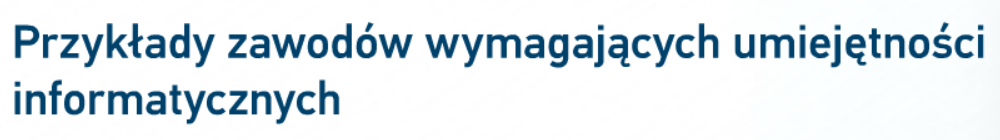 Przykłady zawodów wymagających umiejętności
informatycznych